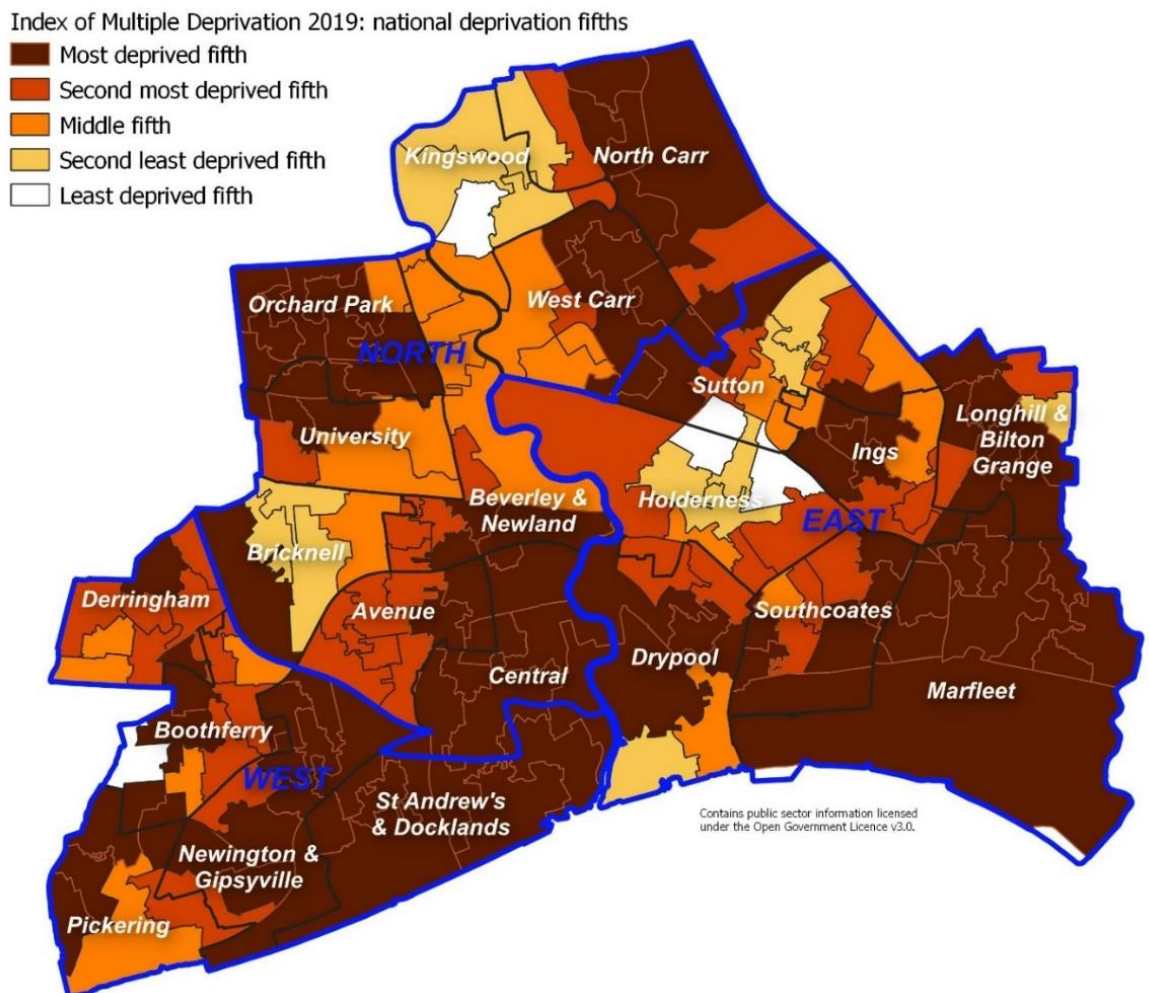 Index of Multiple Deprivation 2019: national deprivation fifths
Most deprived fifth
Second most deprived fifth
Middle fifth
Second least deprived fifth
Least deprived fifth
Kingswood
North Carr
Orchard Park
West Carr
NORTH
Sutton
University
Longhill &
Bilton
Grange
Ings
Beverley &
Newland
Holderness
EAST
Bricknell
Derringham
Avenue
Southcoates
Drypool
Central
Marfleet
Boothferry
WEST
St Andrew's
& Docklands
Contains public sector information licensed
under the Open Government Licence v3.0.
Newington &
Gipsyville
Pickering